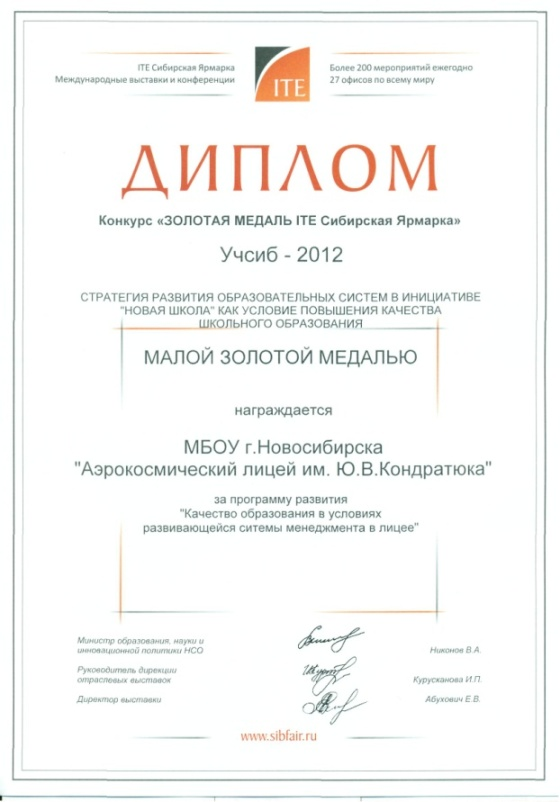 ITE Сибирская Ярмарка
Международные выставки и конференции
ITE
Более 200 мероприятий ежегодно
27 офисов по всему миру
ДИПЛОМ
Конкурс «ЗОЛОТАЯ МЕДАЛЬ ITE Сибирская Ярмарка»
Учсиб - 2012
СТРАТЕГИЯ РАЗВИТИЯ ОБРАЗОВАТЕЛЬНЫХ СИСТЕМ В ИНИЦИАТИВЕ
"НОВАЯ ШКОЛА" КАК УСЛОВИЕ ПОВЫШЕНИЯ КАЧЕСТВА
ШКОЛЬНОГО ОБРАЗОВАНИЯ
МАЛОЙ ЗОЛОТОЙ МЕДАЛЬЮ
награждается
МБОУ г.Новосибирска
"Аэрокосмический лицей им. Ю.В.Кондратюка"
за программу развития
"Качество образования в условиях
развивающейся ситемы менеджмента в лицее"
Министр образования, науки и
инновационной политики НСО
Никонов В.А.
Руководитель дирекции
отраслевых выставок
Курусканова И.П.
Директор выставки
Абухович Е.В.
www.sibfair.ru